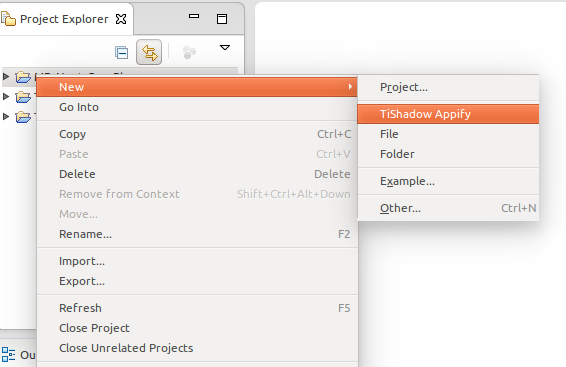 Project Explorer
New
Project...
Go Into
TiShadow Appify
File
Copy Ctrl+C
Folder
Paste Ctrl+V
Delete Delete
Example...
Remove from Context Shift+Ctrl+Alt+Down
Other... Ctrl+N
Move...
Rename... F2
Import...
Export...
Refresh F5
Close Project
Close Unrelated Projects
Ou